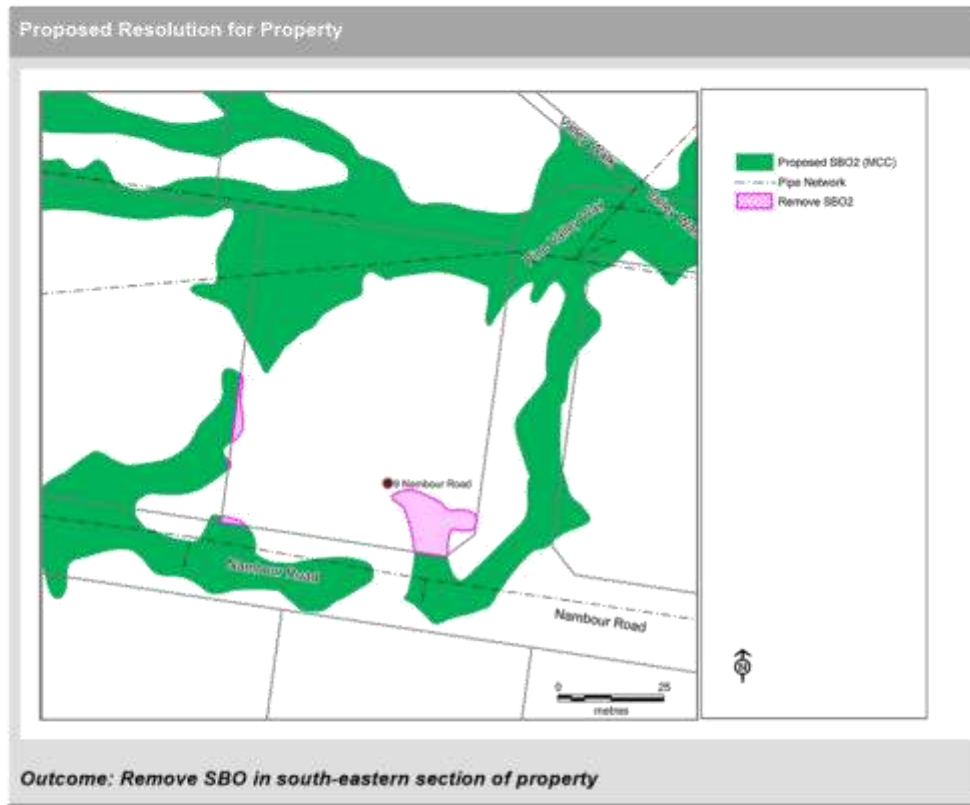 Proposed Resolution for Property
Proposed SBO2 (MCC)
Pipe Network
Remove SBO2
Valley
9 Nambour Road
Nambour Road
Nambour Road
N
0 25
metres
Outcome: Remove SBO in south-eastern section of property